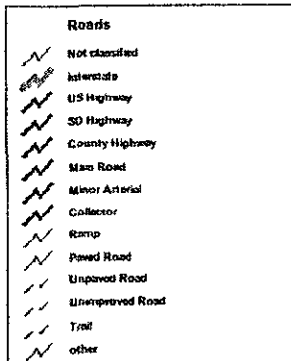 Roads
Not classified
Interstate
US Highway
SD Highway
County Highway
Main Road
Minor Arterial
Collector
Ramp
Paved Road
Unpaved Road
Unimproved Road
Trail
other